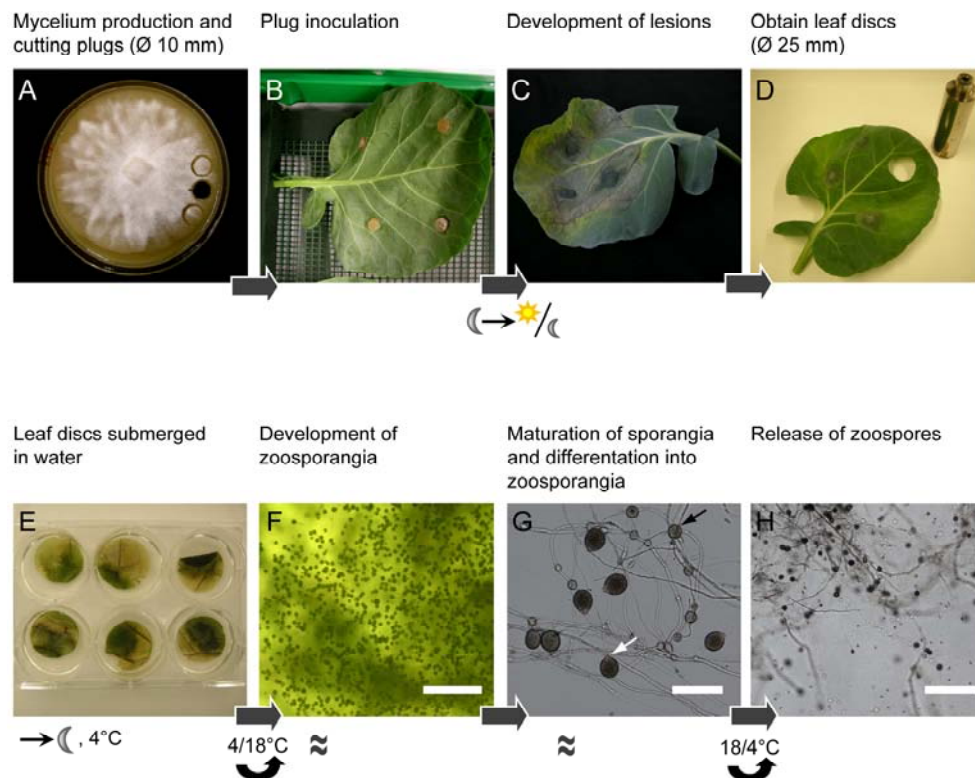 Mycelium production and
cutting plugs (Ø 10 mm)
Plug inoculation
Development of lesions
Obtain leaf discs
(Ø 25 mm)
A
B
C
D
Leaf discs submerged
in water
Development of
zoosporangia
Maturation of sporangia
and differentation into
zoosporangia
Release of zoospores
E
F
G
H
, 4°C
4/18°C
≈
≈
18/4°C